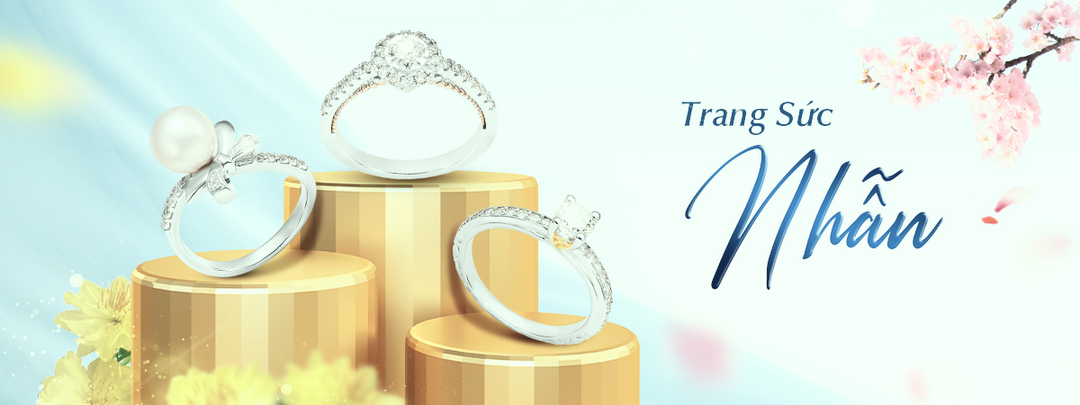 Trang Sức
Nhẫn